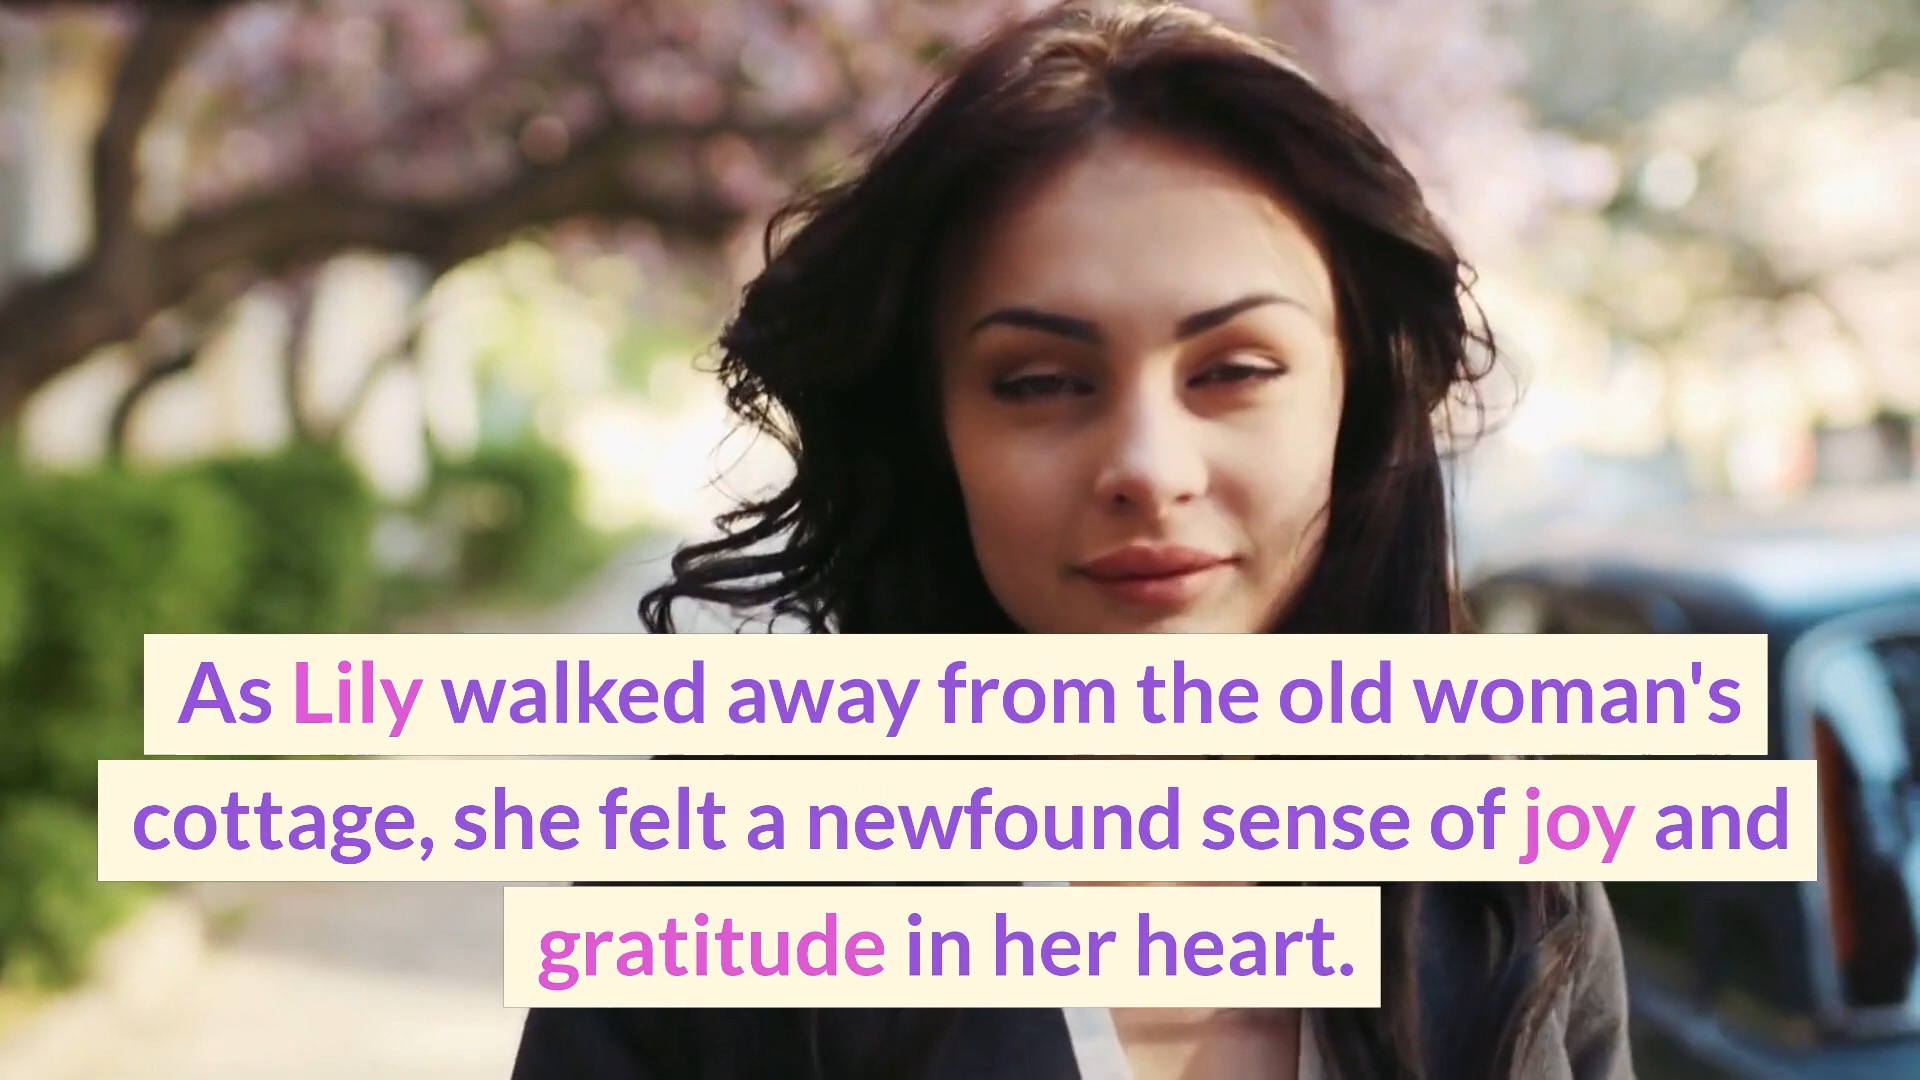 As Lily walked away from the old woman's
cottage, she felt a newfound sense of joy and
gratitude in her heart.